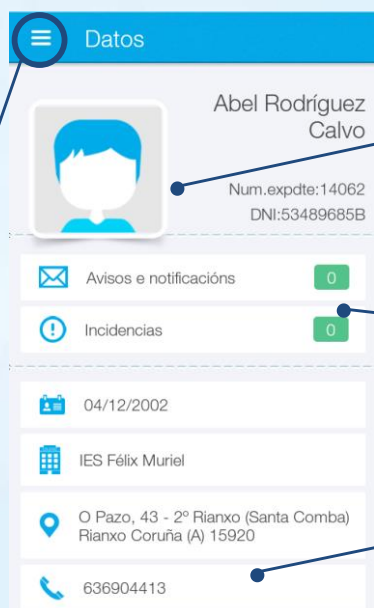 Datos
Abel Rodríguez
Calvo
Num.expdte:14062
DNI:53489685B
Avisos e notificacións 0
Incidencias 0
04/12/2002
IES Félix Muriel
O Pazo, 43 - 2º Rianxo (Santa Comba)
Rianxo Coruña (A) 15920
636904413